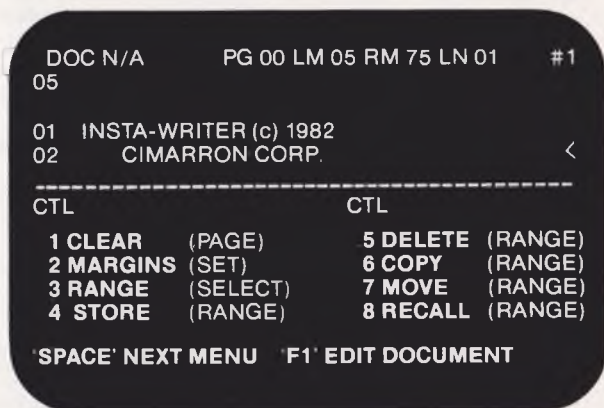 DOC N/A PG 00 LM 05 RM 75 LN 01 #1
05
01 INSTA-WRITER (c) 1982
02 CIMARRON CORP. <
CTL CTL
1 CLEAR (PAGE) 5 DELETE (RANGE)
2 MARGINS (SET) 6 COPY (RANGE)
3 RANGE (SELECT) 7 MOVE (RANGE)
4 STORE (RANGE) 8 RECALL (RANGE)
'SPACE' NEXT MENU 'F1' EDIT DOCUMENT